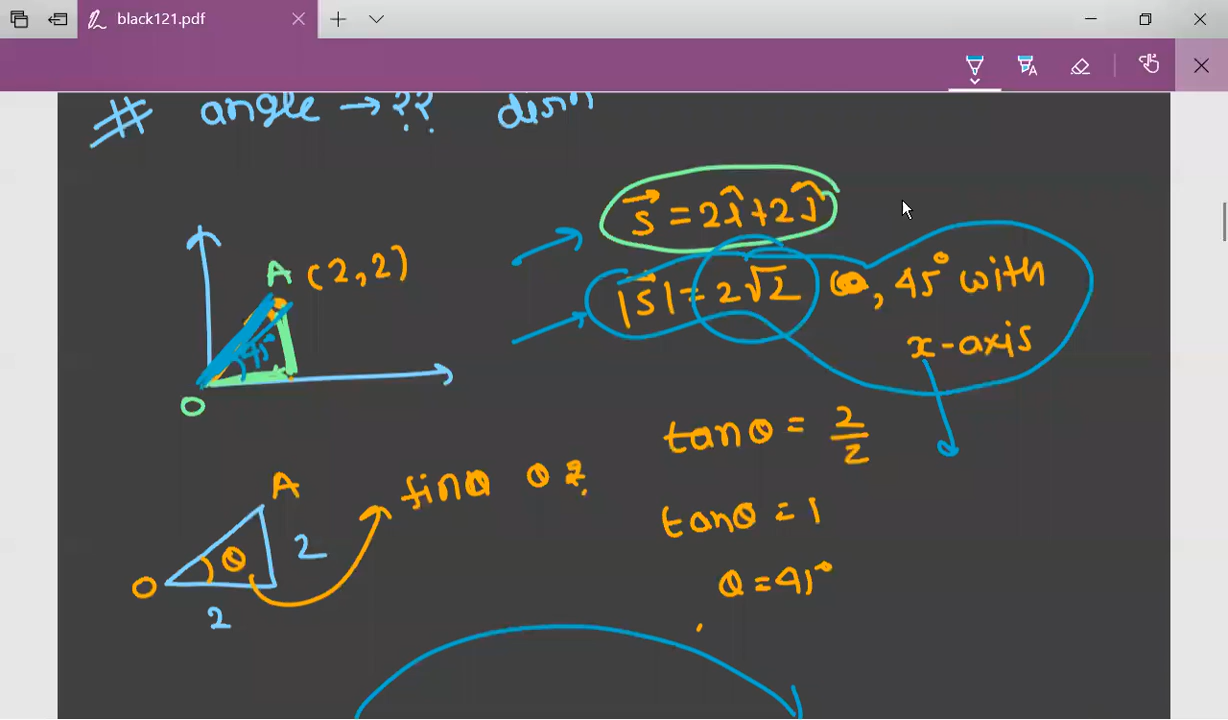 black121.pdf
# angle → ??
S = 2î + 2ĵ
A (2,2)
|S| = 2√2 , 45° with
x-axis
45°
O
tanθ = 2/2
A
find θ ?
θ
2
tanθ = 1
O
2
θ = 45°